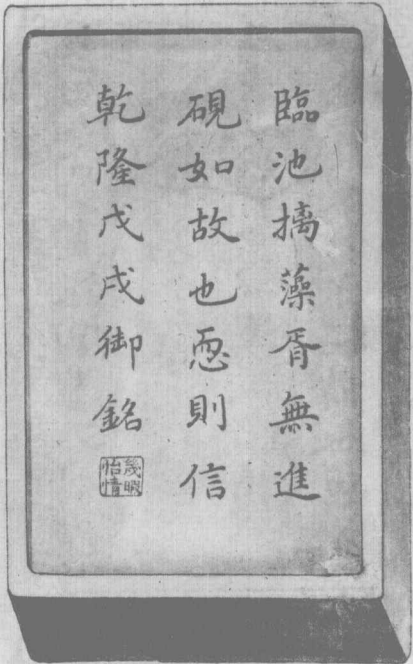 臨池摛藻胥無進
硯如故也恧則信
乾隆戊戌御銘
幾暇怡情